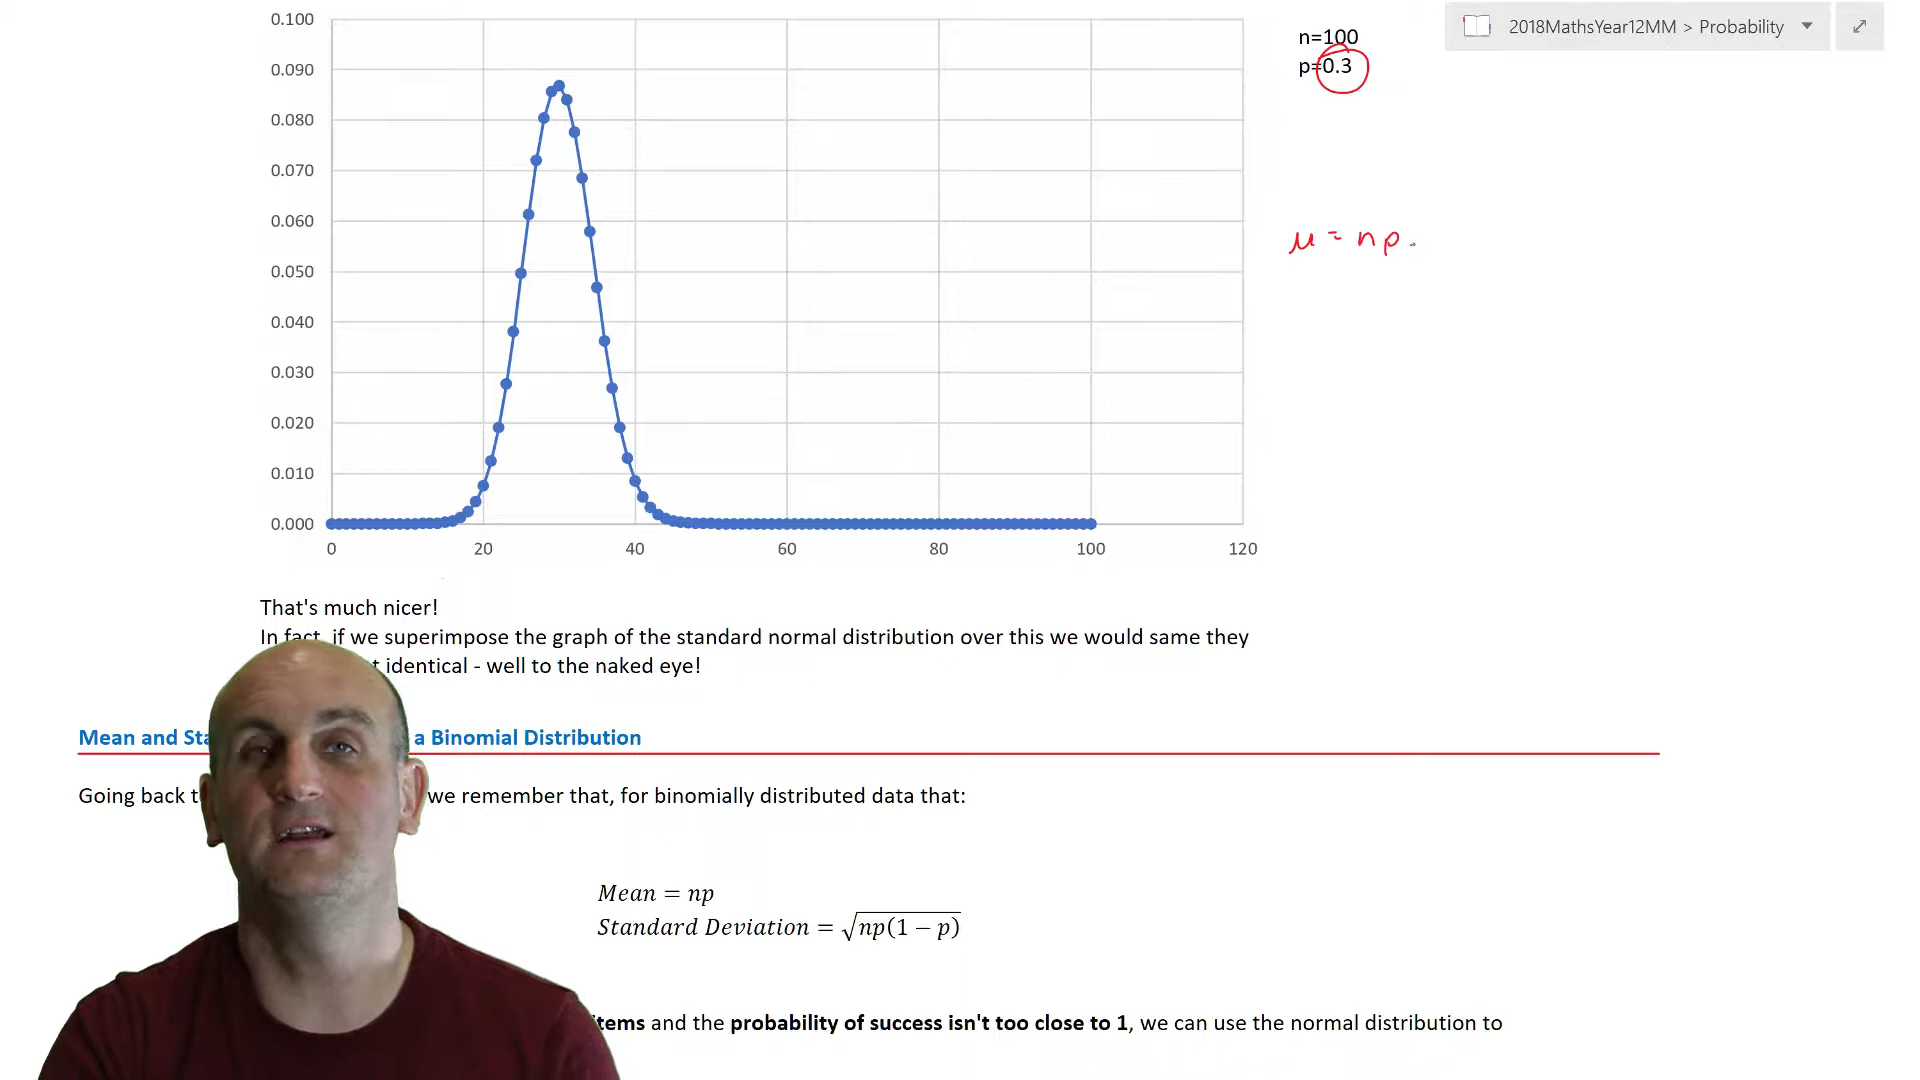 0.100
0.090
0.080
0.070
0.060
0.050
0.040
0.030
0.020
0.010
0.000
0 20 40 60 80 100 120
n=100
p=0.3
2018MathsYear12MM > Probability
μ = np
That's much nicer!
In fact, if we superimpose the graph of the standard normal distribution over this we would same they
identical - well to the naked eye!
Mean and a Binomial Distribution
Going back we remember that, for binomially distributed data that:
Mean = np
Standard Deviation = √np(1 − p)
and the probability of success isn't too close to 1, we can use the normal distribution to